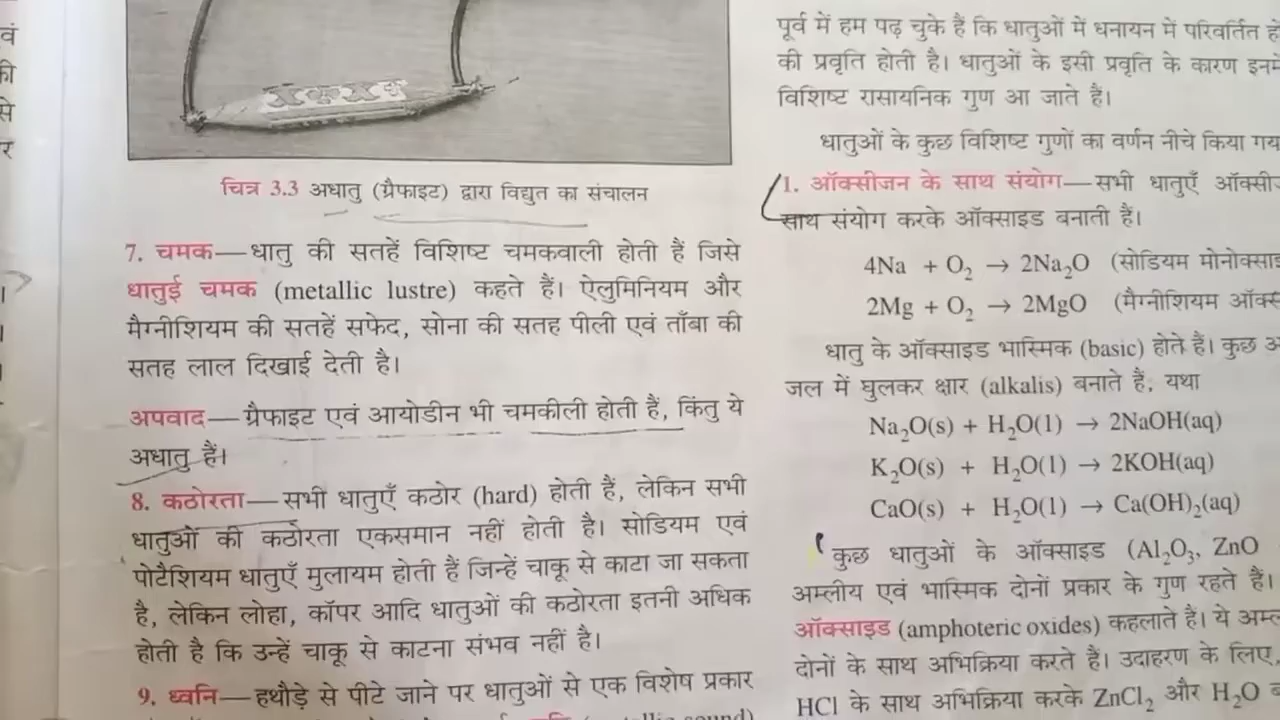 वं
की
से
र
चित्र 3.3 अधातु (ग्रैफाइट) द्वारा विद्युत का संचालन
7. चमक—धातु की सतहें विशिष्ट चमकवाली होती हैं जिसे
धातुई चमक (metallic lustre) कहते हैं। ऐलुमिनियम और
मैग्नीशियम की सतहें सफेद, सोना की सतह पीली एवं ताँबा की
सतह लाल दिखाई देती है।
अपवाद—ग्रैफाइट एवं आयोडीन भी चमकीली होती है, किंतु ये
अधातु हैं।
8. कठोरता—सभी धातुएँ कठोर (hard) होती हैं, लेकिन सभी
धातुओं की कठोरता एकसमान नहीं होती है। सोडियम एवं
पोटैशियम धातुएँ मुलायम होती हैं जिन्हें चाकू से काटा जा सकता
है, लेकिन लोहा, कॉपर आदि धातुओं की कठोरता इतनी अधिक
होती है कि उन्हें चाकू से काटना संभव नहीं है।
9. ध्वनि—हथौड़े से पीटे जाने पर धातुओं से एक विशेष प्रकार
पूर्व में हम पढ़ चुके हैं कि धातुओं में धनायन में परिवर्तित
की प्रवृति होती है। धातुओं के इसी प्रवृति के कारण इनमें
विशिष्ट रासायनिक गुण आ जाते हैं।
धातुओं के कुछ विशिष्ट गुणों का वर्णन नीचे किया
1. ऑक्सीजन के साथ संयोग—सभी धातुएँ
साथ संयोग करके ऑक्साइड बनाती हैं।
4Na + O₂ → 2Na₂O (सोडियम
2Mg + O₂ → 2MgO (मैग्नीशियम
धातु के ऑक्साइड भास्मिक (basic) होते हैं। कुछ
जल में घुलकर क्षार (alkalis) बनाते हैं, यथा
Na₂O(s) + H₂O(l) → 2NaOH(aq)
K₂O(s) + H₂O(l) → 2KOH(aq)
CaO(s) + H₂O(l) → Ca(OH)₂(aq)
कुछ धातुओं के ऑक्साइड (Al₂O₃, ZnO
अम्लीय एवं भास्मिक दोनों प्रकार के गुण रहते हैं।
ऑक्साइड (amphoteric oxides) कहलाते हैं। ये
दोनों के साथ अभिक्रिया करते हैं। उदाहरण के लिए,
HCl के साथ अभिक्रिया करके ZnCl₂ और H₂O